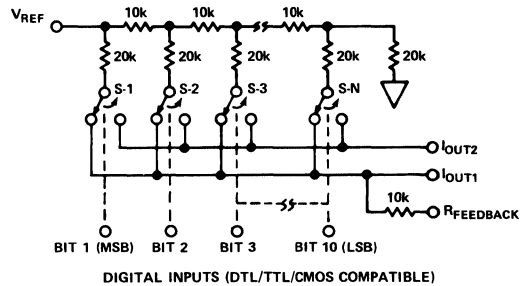 VREF
10k 10k 10k
20k 20k 20k 20k 20k
S-1 S-2 S-3 S-N
IOUT2
IOUT1
10k
RFEEDBACK
BIT 1 (MSB) BIT 2 BIT 3 BIT 10 (LSB)
DIGITAL INPUTS (DTL/TTL/CMOS COMPATIBLE)